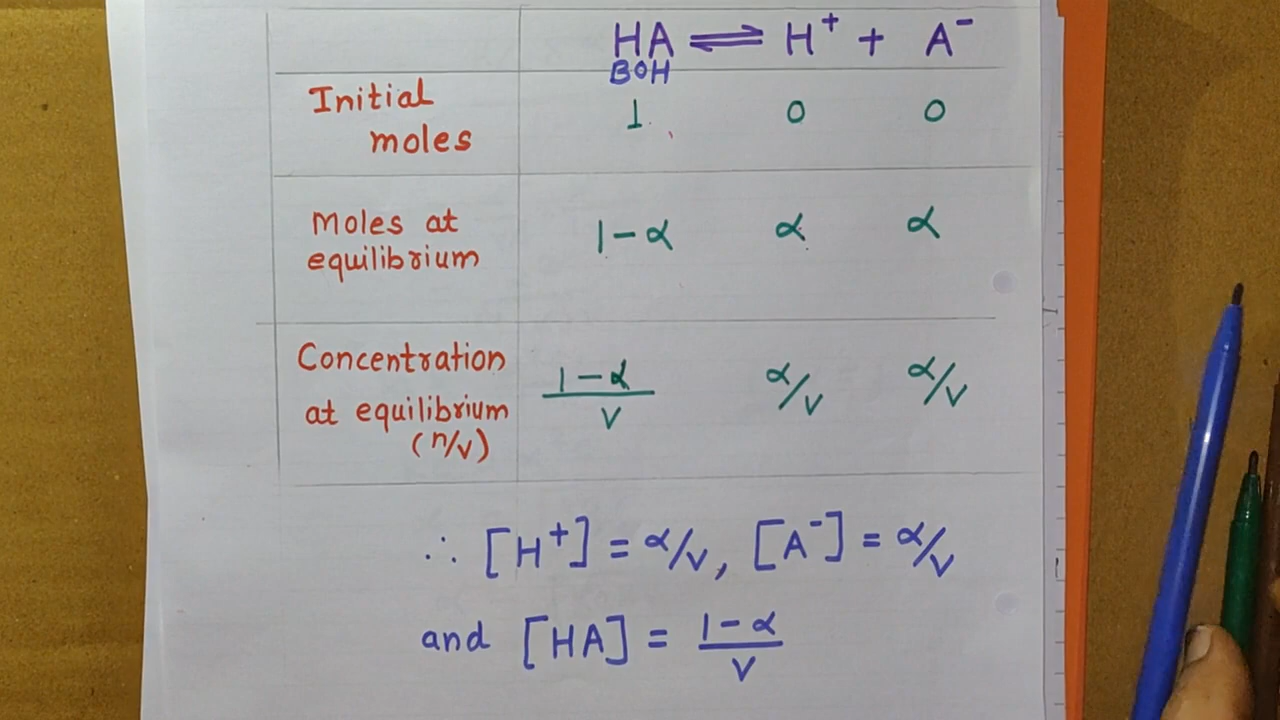 HA ⇌ H⁺ + A⁻
BOH
Initial moles 1 0 0
Moles at equilibrium 1-α α α
Concentration at equilibrium (n/v) 1-α/v α/v α/v
∴ [H⁺] = α/v, [A⁻] = α/v
and [HA] = 1-α/v